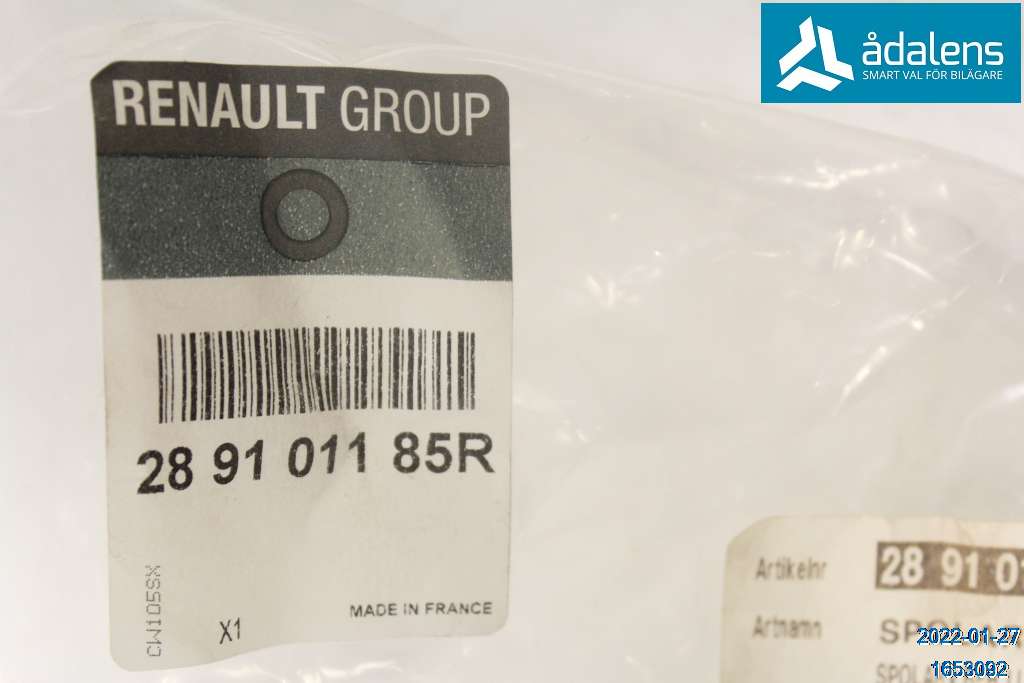 ådalens
SMART VAL FÖR BILÄGARE
RENAULT GROUP
28 91 011 85R
CW105SX
X1
MADE IN FRANCE
Artikelnr 28 91 01
Artnamn
2022-01-27
1653092